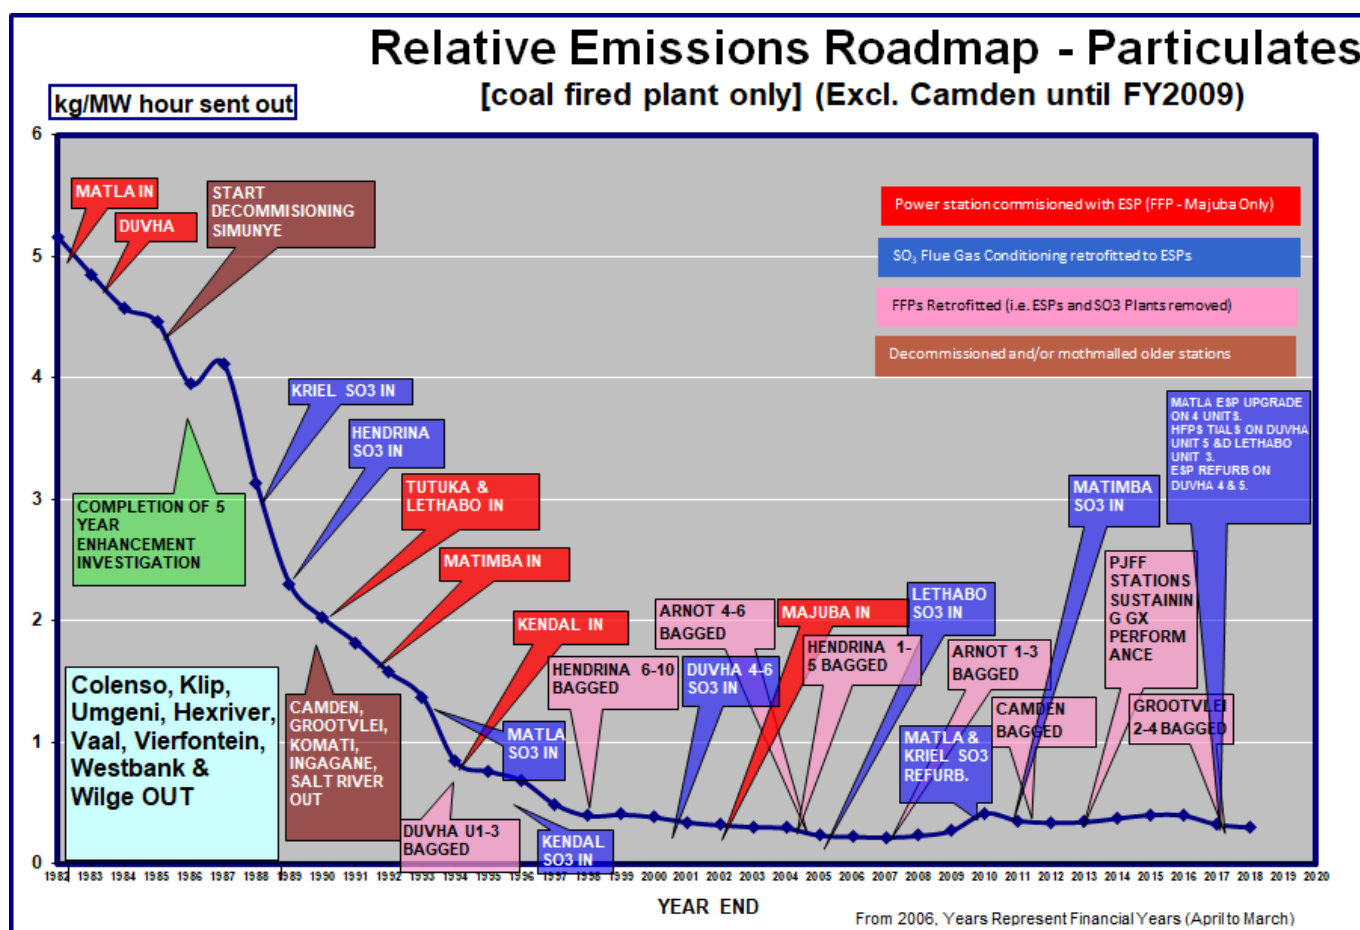 Relative Emissions Roadmap - Particulates
[coal fired plant only] (Excl. Camden until FY2009)
kg/MW hour sent out
6
5
4
3
2
1
0
MATLA IN
DUVHA
START
DECOMMISIONING
SIMUNYE
Power station commisioned with ESP (FFP - Majuba Only)
SO₃ Flue Gas Conditioning retrofitted to ESPs
FFPs Retrofitted (i.e. ESPs and SO3 Plants removed)
Decommissioned and/or mothmalled older stations
KRIEL SO3 IN
HENDRINA
SO3 IN
COMPLETION OF 5
YEAR
ENHANCEMENT
INVESTIGATION
TUTUKA &
LETHABO IN
MATIMBA IN
KENDAL IN
HENDRINA 6-10
BAGGED
ARNOT 4-6
BAGGED
DUVHA 4-6
SO3 IN
MAJUBA IN
HENDRINA 1-
5 BAGGED
LETHABO
SO3 IN
ARNOT 1-3
BAGGED
MATLA &
KRIEL SO3
REFURB.
CAMDEN
BAGGED
MATIMBA
SO3 IN
PJFF
STATIONS
SUSTAININ
G GX
PERFORM
ANCE
GROOTVLEI
2-4 BAGGED
MATLA ESP UPGRADE
ON 4 UNITS.
HFPS TIALS ON DUVHA
UNIT 5 &D LETHABO
UNIT 3.
ESP REFURB ON
DUVHA 4 & 5.
Colenso, Klip,
Umgeni, Hexriver,
Vaal, Vierfontein,
Westbank &
Wilge OUT
CAMDEN,
GROOTVLEI,
KOMATI,
INGAGANE,
SALT RIVER
OUT
MATLA
SO3 IN
DUVHA U1-3
BAGGED
KENDAL
SO3 IN
1982 1983 1984 1985 1986 1987 1988 1989 1990 1991 1992 1993 1994 1995 1996 1997 1998 1999 2000 2001 2002 2003 2004 2005 2006 2007 2008 2009 2010 2011 2012 2013 2014 2015 2016 2017 2018 2019 2020
YEAR END
From 2006, Years Represent Financial Years (April to March)